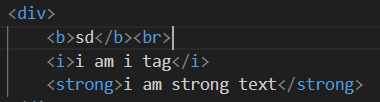 <div>
<b>sd</b><br>
<i>i am i tag</i>
<strong>i am strong text</strong>